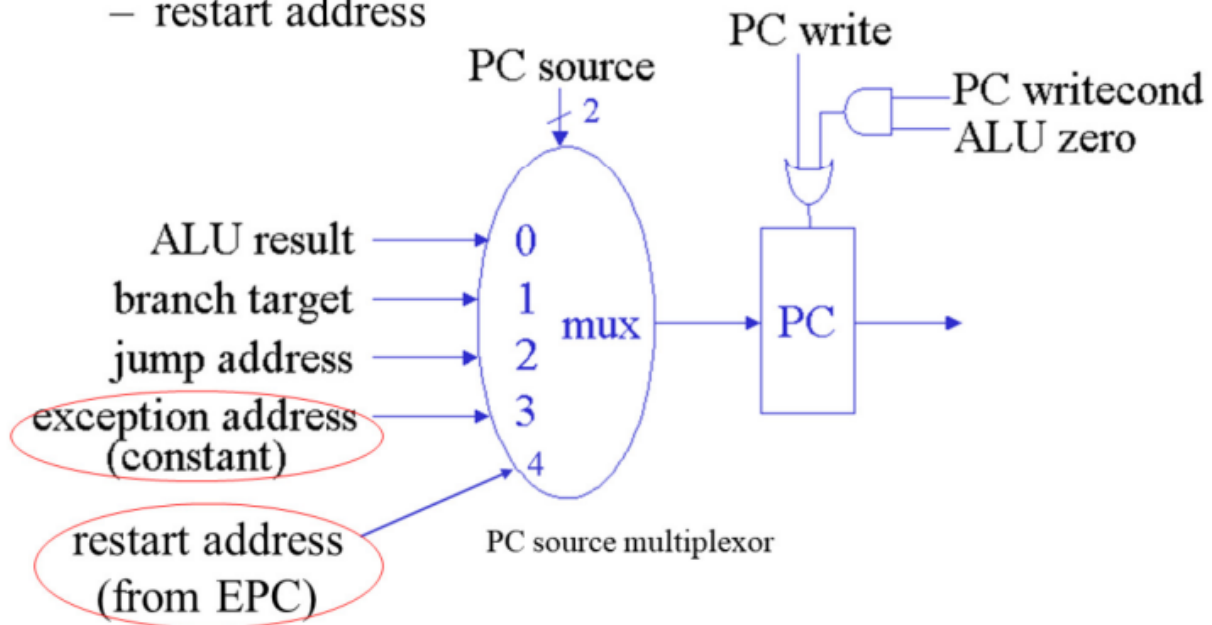 – restart address
PC write
PC source
2
PC writecond
ALU zero
ALU result
0
branch target
1
mux
PC
jump address
2
exception address
3
(constant)
4
restart address
PC source multiplexor
(from EPC)